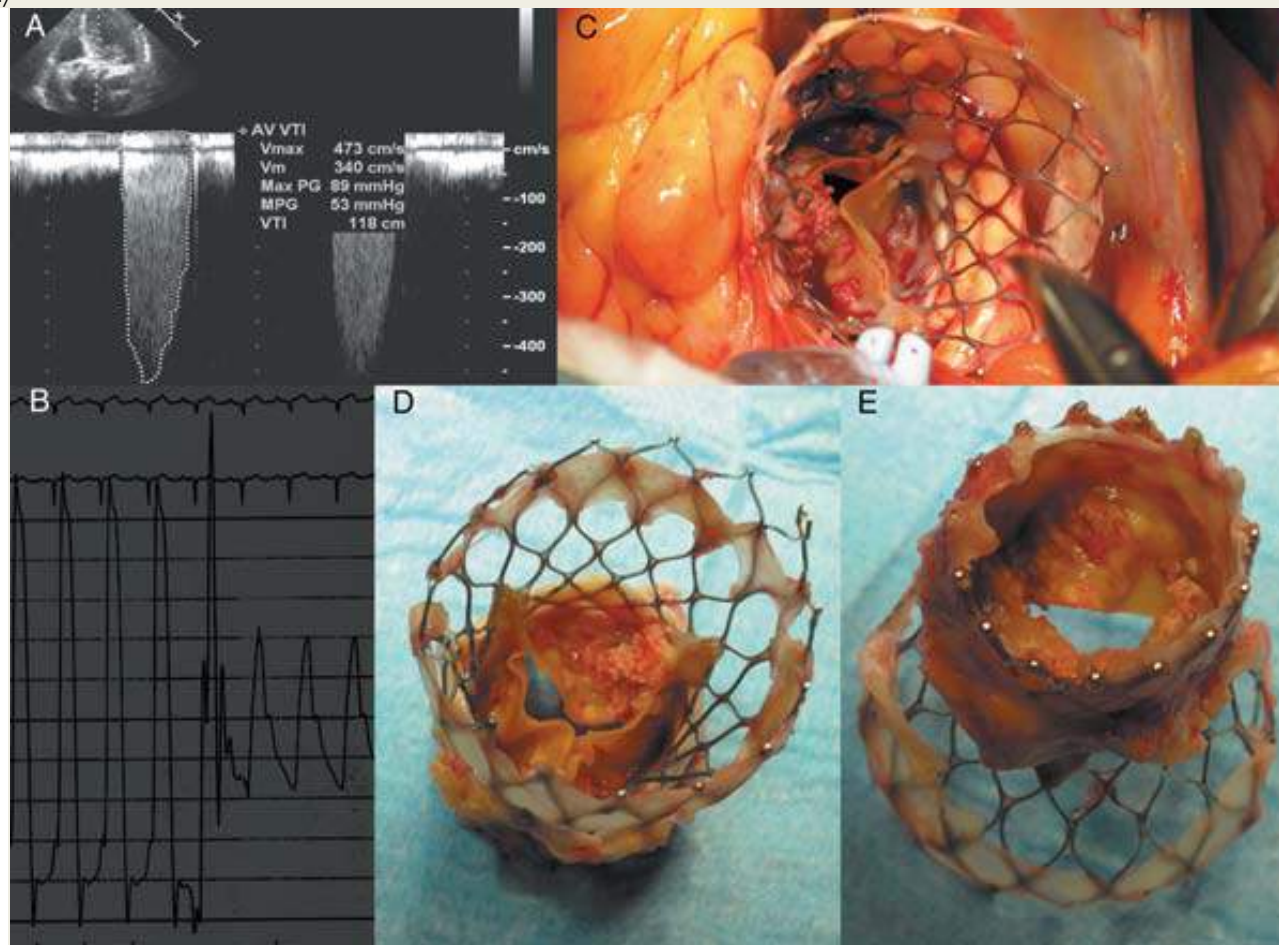 A
+ AV VTI
Vmax 473 cm/s
Vm 340 cm/s
Max PG 89 mmHg
MPG 53 mmHg
VTI 118 cm
cm/s
-100
-200
-300
-400
B
C
D
E